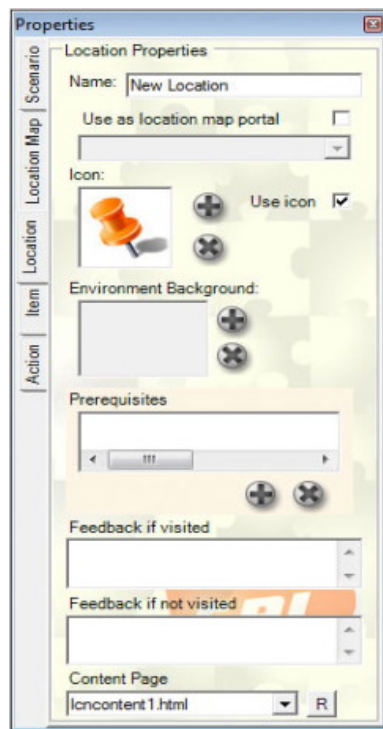 Properties
Scenario
Location Map
Location
Item
Action
Location Properties
Name: New Location
Use as location map portal
Icon:
Use icon
Environment Background:
Prerequisites
Feedback if visited
Feedback if not visited
Content Page
lcncontent1.html R